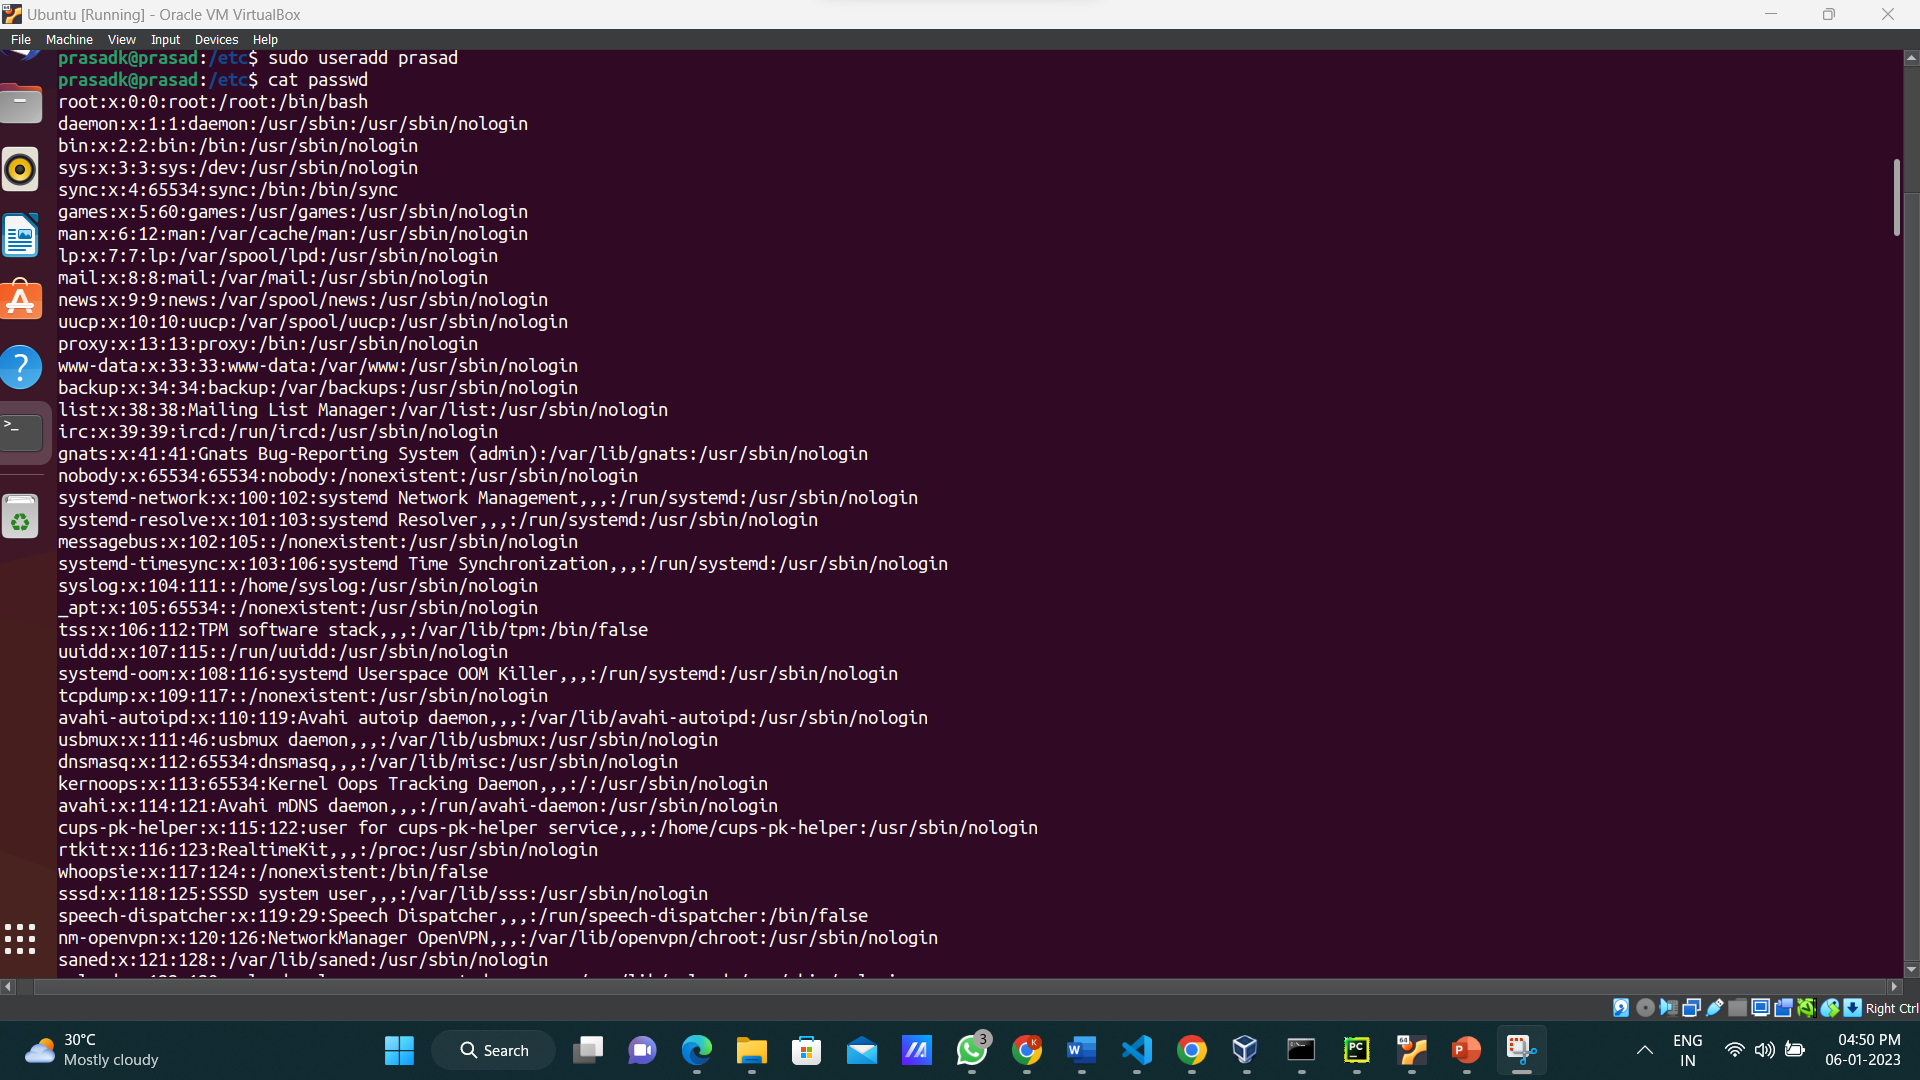 Ubuntu [Running] - Oracle VM VirtualBox
File Machine View Input Devices Help
prasadk@prasad:/etc$ sudo useradd prasad
prasadk@prasad:/etc$ cat passwd
root:x:0:0:root:/root:/bin/bash
daemon:x:1:1:daemon:/usr/sbin:/usr/sbin/nologin
bin:x:2:2:bin:/bin:/usr/sbin/nologin
sys:x:3:3:sys:/dev:/usr/sbin/nologin
sync:x:4:65534:sync:/bin:/bin/sync
games:x:5:60:games:/usr/games:/usr/sbin/nologin
man:x:6:12:man:/var/cache/man:/usr/sbin/nologin
lp:x:7:7:lp:/var/spool/lpd:/usr/sbin/nologin
mail:x:8:8:mail:/var/mail:/usr/sbin/nologin
news:x:9:9:news:/var/spool/news:/usr/sbin/nologin
uucp:x:10:10:uucp:/var/spool/uucp:/usr/sbin/nologin
proxy:x:13:13:proxy:/bin:/usr/sbin/nologin
www-data:x:33:33:www-data:/var/www:/usr/sbin/nologin
backup:x:34:34:backup:/var/backups:/usr/sbin/nologin
list:x:38:38:Mailing List Manager:/var/list:/usr/sbin/nologin
irc:x:39:39:ircd:/run/ircd:/usr/sbin/nologin
gnats:x:41:41:Gnats Bug-Reporting System (admin):/var/lib/gnats:/usr/sbin/nologin
nobody:x:65534:65534:nobody:/nonexistent:/usr/sbin/nologin
systemd-network:x:100:102:systemd Network Management,,,:/run/systemd:/usr/sbin/nologin
systemd-resolve:x:101:103:systemd Resolver,,,:/run/systemd:/usr/sbin/nologin
messagebus:x:102:105::/nonexistent:/usr/sbin/nologin
systemd-timesync:x:103:106:systemd Time Synchronization,,,:/run/systemd:/usr/sbin/nologin
syslog:x:104:111::/home/syslog:/usr/sbin/nologin
_apt:x:105:65534::/nonexistent:/usr/sbin/nologin
tss:x:106:112:TPM software stack,,,:/var/lib/tpm:/bin/false
uuidd:x:107:115::/run/uuidd:/usr/sbin/nologin
systemd-oom:x:108:116:systemd Userspace OOM Killer,,,:/run/systemd:/usr/sbin/nologin
tcpdump:x:109:117::/nonexistent:/usr/sbin/nologin
avahi-autoipd:x:110:119:Avahi autoip daemon,,,:/var/lib/avahi-autoipd:/usr/sbin/nologin
usbmux:x:111:46:usbmux daemon,,,:/var/lib/usbmux:/usr/sbin/nologin
dnsmasq:x:112:65534:dnsmasq,,,:/var/lib/misc:/usr/sbin/nologin
kernoops:x:113:65534:Kernel Oops Tracking Daemon,,,:/:/usr/sbin/nologin
avahi:x:114:121:Avahi mDNS daemon,,,:/run/avahi-daemon:/usr/sbin/nologin
cups-pk-helper:x:115:122:user for cups-pk-helper service,,,:/home/cups-pk-helper:/usr/sbin/nologin
rtkit:x:116:123:RealtimeKit,,,:/proc:/usr/sbin/nologin
whoopsie:x:117:124::/nonexistent:/bin/false
sssd:x:118:125:SSSD system user,,,:/var/lib/sss:/usr/sbin/nologin
speech-dispatcher:x:119:29:Speech Dispatcher,,,:/run/speech-dispatcher:/bin/false
nm-openvpn:x:120:126:NetworkManager OpenVPN,,,:/var/lib/openvpn/chroot:/usr/sbin/nologin
saned:x:121:128::/var/lib/saned:/usr/sbin/nologin
Right Ctrl
30°C
Mostly cloudy
Search
3
ENG
IN
04:50 PM
06-01-2023